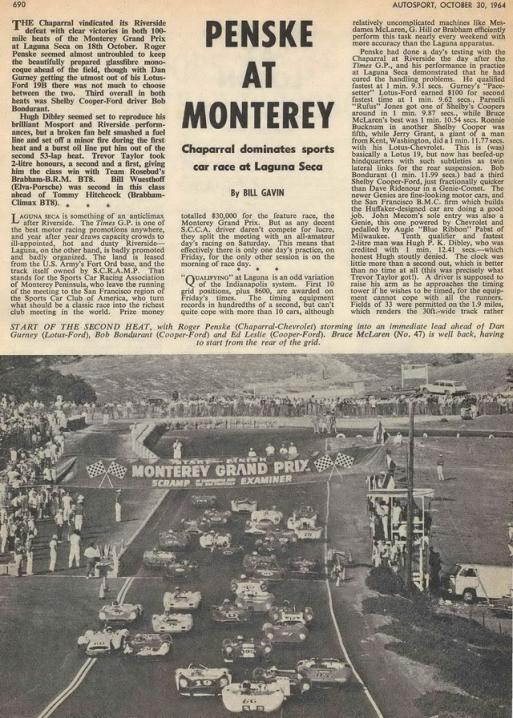 690
AUTOSPORT, OCTOBER 30, 1964
THE Chaparral vindicated its Riverside
defeat with clear victories in both 100-
mile heats of the Monterey Grand Prix
at Laguna Seca on 18th October. Roger
Penske seemed almost untroubled to keep
the beautifully prepared glassfibre mono-
coque ahead of the field, though with Dan
Gurney getting the utmost out of his Lotus-
Ford 19B there was not much to choose
between the two. Third overall in both
heats was Shelby Cooper-Ford driver Bob
Bondurant.
Hugh Dibley seemed set to reproduce his
brilliant Mosport and Riverside perform-
ances, but a broken fan belt smashed a fuel
line and set off a minor fire during the first
heat and a burst oil line put him out of the
second 53-lap heat. Trevor Taylor took
2-litre honours, a second and a first, giving
him the class win with Team Rosebud's
Brabham-B.R.M. BT8. Bill Wuesthoff
(Elva-Porsche) was second in this class
ahead of Tommy Hitchcock (Brabham-
Climax BT8).
LAGUNA SECA is something of an anticlimax
after Riverside. The Times G.P. is one of
the best motor racing promotions anywhere,
and year after year draws capacity crowds to
ill-appointed, hot and dusty Riverside—
Laguna, on the other hand, is badly promoted
and badly organized. The land is leased
from the U.S. Army's Fort Ord base, and the
track itself owned by S.C.R.A.M.P. That
stands for the Sports Car Racing Association
of Monterey Peninsula, who leave the running
of the meeting to the San Francisco region of
the Sports Car Club of America, who turn
what should be a classic race into the richest
club meeting in the world. Prize money
PENSKE
AT
MONTEREY
Chaparral dominates sports
car race at Laguna Seca
By BILL GAVIN
totalled $30,000 for the feature race, the
Monterey Grand Prix. But as any decent
S.C.C.A. driver daren't compete for lucre,
they split the meeting with an all-amateur
day's racing on Saturday. This means that
effectively there is only one day's practice, on
Friday, for the only other session is on the
morning of race day.
"QUALIFYING" at Laguna is an odd variation
of the Indianapolis system. First 10
grid positions, plus $600, are awarded on
Friday's times. The timing equipment
records in hundredths of a second, but can't
quite cope with more than 10 cars, although
relatively uncomplicated machines like Mes-
dames McLaren, G. Hill or Brabham efficiently
perform this task nearly every weekend with
more accuracy than the Laguna apparatus.
Penske had done a day's testing with the
Chaparral at Riverside the day after the
Times G.P., and his performance in practice
at Laguna Seca demonstrated that he had
cured the handling problems. He qualified
fastest at 1 min. 9.31 secs. Gurney's "Pace-
setter" Lotus-Ford earned $100 for second
fastest time at 1 min. 9.62 secs., Parnelli
"Rufus" Jones got one of Shelby's Coopers
around in 1 min. 9.87 secs., while Bruce
McLaren's best was 1 min. 10.54 secs. Ronnie
Bucknum in another Shelby Cooper was
fifth, while Jerry Grant, a giant of a man
from Kent, Washington, did a 1 min. 11.77 secs.
with his Lotus-Chevrolet. This is (was)
basically a Lotus 19, but now has beefed-up
hindquarters with such subtleties as twin
lateral links for the rear suspension. Bob
Bondurant (1 min. 11.99 secs.) had a third
Shelby Cooper-Ford, just fractionally quicker
than Dave Ridenour in a Genie-Comet. The
newer Genies are fine-looking motor cars, and
the San Francisco B.M.C. firm which builds
the Huffaker-designed car are doing a good
job. John Mecom's sole entry was also a
Genie, this one powered by Chevrolet and
pedalled by Augie "Blue Ribbon" Pabst of
Milwaukee. Tenth qualifier and fastest
2-litre man was Hugh P. K. Dibley, who was
credited with 1 min. 12.41 secs.—which
honest Hugh stoutly denied. The clock was
little more than a second out, which is better
than no time at all (this was precisely what
Trevor Taylor got!). A driver is supposed to
raise his arm as he approaches the timing
tower if he wishes to be timed, for the equip-
ment cannot cope with all the runners.
Fields of 33 were permitted on the 1.9 miles,
which renders the 30ft.-wide track rather
START OF THE SECOND HEAT, with Roger Penske (Chaparral-Chevrolet) storming into an immediate lead ahead of Dan
Gurney (Lotus-Ford), Bob Bondurant (Cooper-Ford) and Ed Leslie (Cooper-Ford). Bruce McLaren (No. 47) is well back, having
to start from the rear of the grid.
START FINISH
MONTEREY GRAND PRIX
SCRAMP
EXAMINER
66